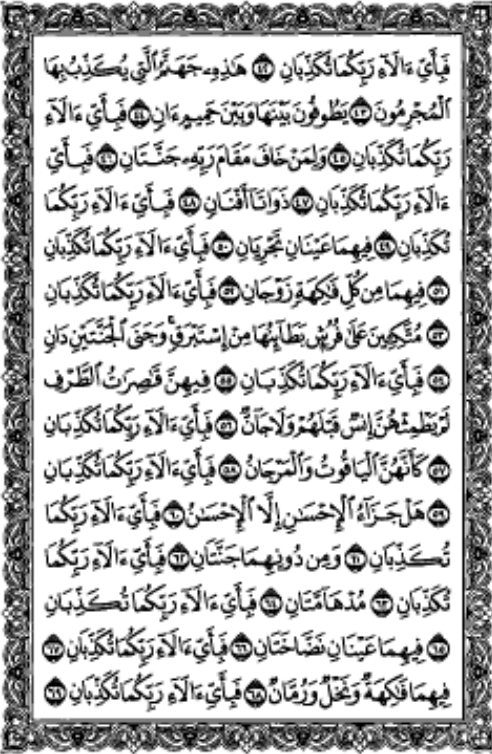 فَبِأَيِّ ءَالَآءِ رَبِّكُمَا تُكَذِّبَانِ ٤٢ هَٰذِهِۦ جَهَنَّمُ ٱلَّتِي يُكَذِّبُ بِهَا
ٱلۡمُجۡرِمُونَ ٤٣ يَطُوفُونَ بَيۡنَهَا وَبَيۡنَ حَمِيمٍ ءَانٖ ٤٤ فَبِأَيِّ ءَالَآءِ
رَبِّكُمَا تُكَذِّبَانِ ٤٥ وَلِمَنۡ خَافَ مَقَامَ رَبِّهِۦ جَنَّتَانِ ٤٦ فَبِأَيِّ
ءَالَآءِ رَبِّكُمَا تُكَذِّبَانِ ٤٧ ذَوَاتَآ أَفۡنَانٖ ٤٨ فَبِأَيِّ ءَالَآءِ رَبِّكُمَا
تُكَذِّبَانِ ٤٩ فِيهِمَا عَيۡنَانِ تَجۡرِيَانِ ٥٠ فَبِأَيِّ ءَالَآءِ رَبِّكُمَا تُكَذِّبَانِ
٥١ فِيهِمَا مِن كُلِّ فَٰكِهَةٖ زَوۡجَانِ ٥٢ فَبِأَيِّ ءَالَآءِ رَبِّكُمَا تُكَذِّبَانِ
٥٣ مُتَّكِـِٔينَ عَلَىٰ فُرُشِۭ بَطَآئِنُهَا مِنۡ إِسۡتَبۡرَقٖۚ وَجَنَى ٱلۡجَنَّتَيۡنِ دَانٖ
٥٤ فَبِأَيِّ ءَالَآءِ رَبِّكُمَا تُكَذِّبَانِ ٥٥ فِيهِنَّ قَٰصِرَٰتُ ٱلطَّرۡفِ
لَمۡ يَطۡمِثۡهُنَّ إِنسٞ قَبۡلَهُمۡ وَلَا جَآنّٞ ٥٦ فَبِأَيِّ ءَالَآءِ رَبِّكُمَا تُكَذِّبَانِ
٥٧ كَأَنَّهُنَّ ٱلۡيَاقُوتُ وَٱلۡمَرۡجَانُ ٥٨ فَبِأَيِّ ءَالَآءِ رَبِّكُمَا تُكَذِّبَانِ
٥٩ هَلۡ جَزَآءُ ٱلۡإِحۡسَٰنِ إِلَّا ٱلۡإِحۡسَٰنُ ٦٠ فَبِأَيِّ ءَالَآءِ رَبِّكُمَا
تُكَذِّبَانِ ٦١ وَمِن دُونِهِمَا جَنَّتَانِ ٦٢ فَبِأَيِّ ءَالَآءِ رَبِّكُمَا
تُكَذِّبَانِ ٦٣ مُدۡهَآمَّتَانِ ٦٤ فَبِأَيِّ ءَالَآءِ رَبِّكُمَا تُكَذِّبَانِ
٦٥ فِيهِمَا عَيۡنَانِ نَضَّاخَتَانِ ٦٦ فَبِأَيِّ ءَالَآءِ رَبِّكُمَا تُكَذِّبَانِ ٦٧
فِيهِمَا فَٰكِهَةٞ وَنَخۡلٞ وَرُمَّانٞ ٦٨ فَبِأَيِّ ءَالَآءِ رَبِّكُمَا تُكَذِّبَانِ ٦٩